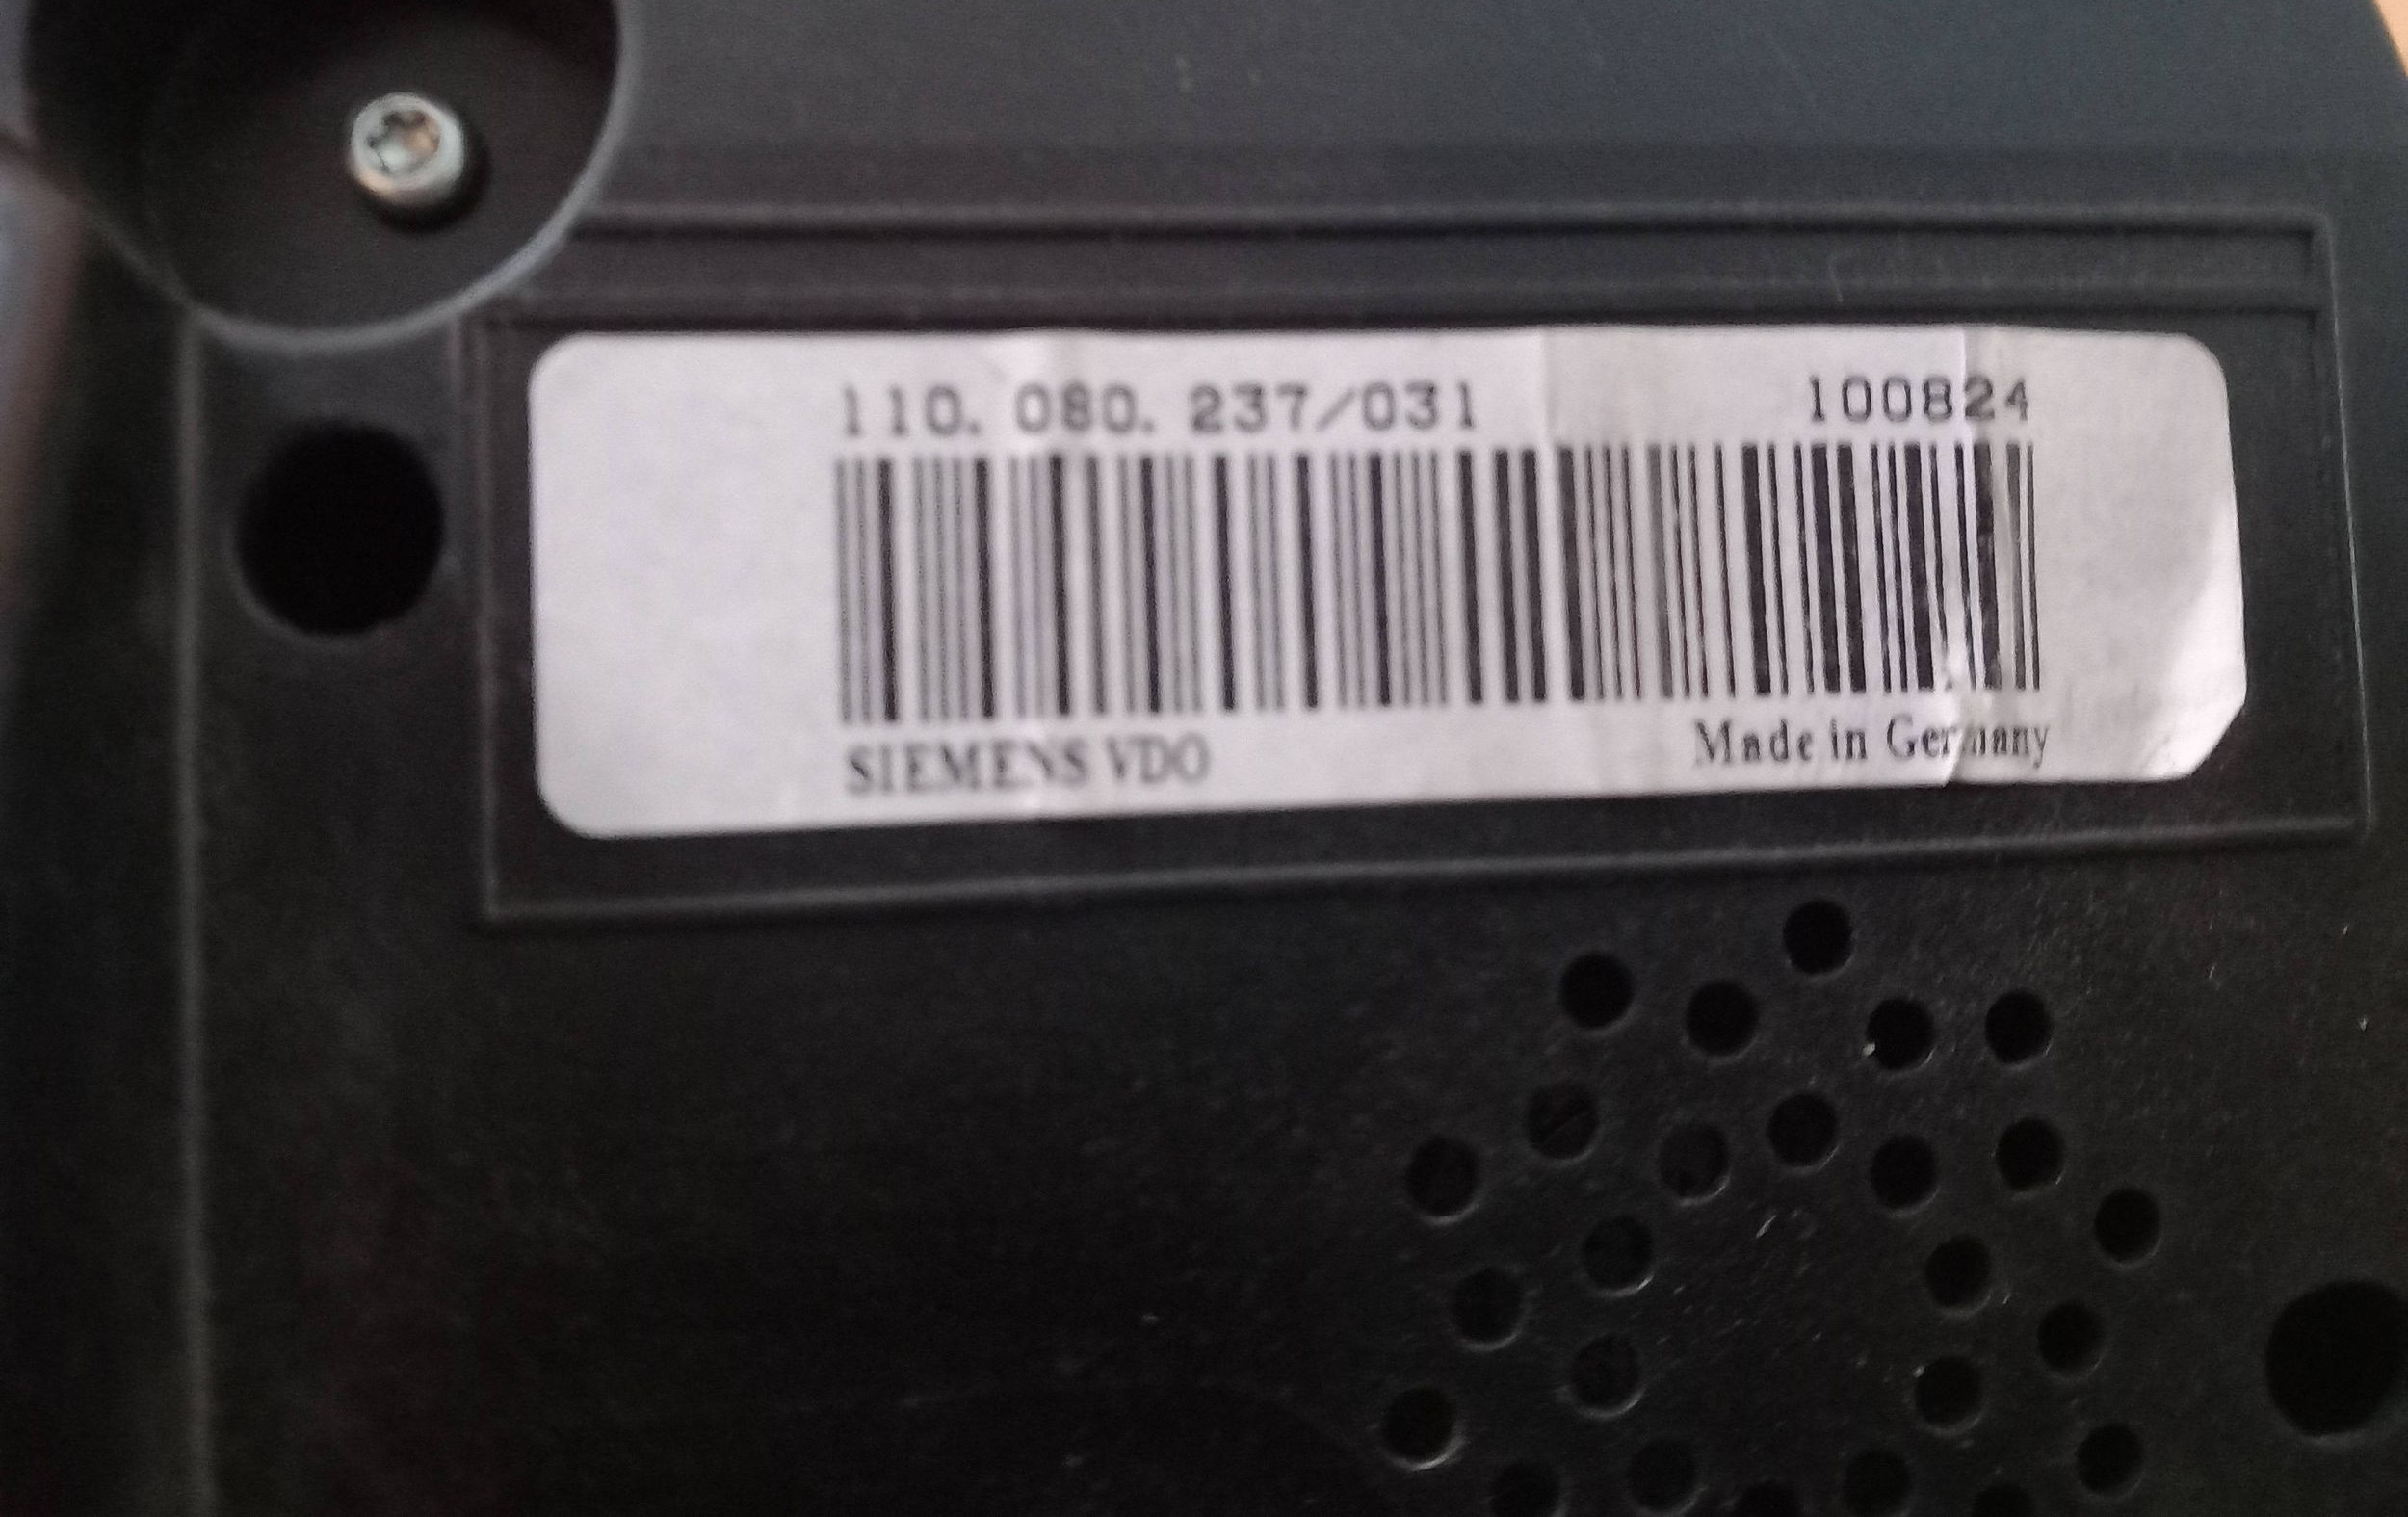 110. 080. 237/031 100824
SIEMENS VDO Made in Germany